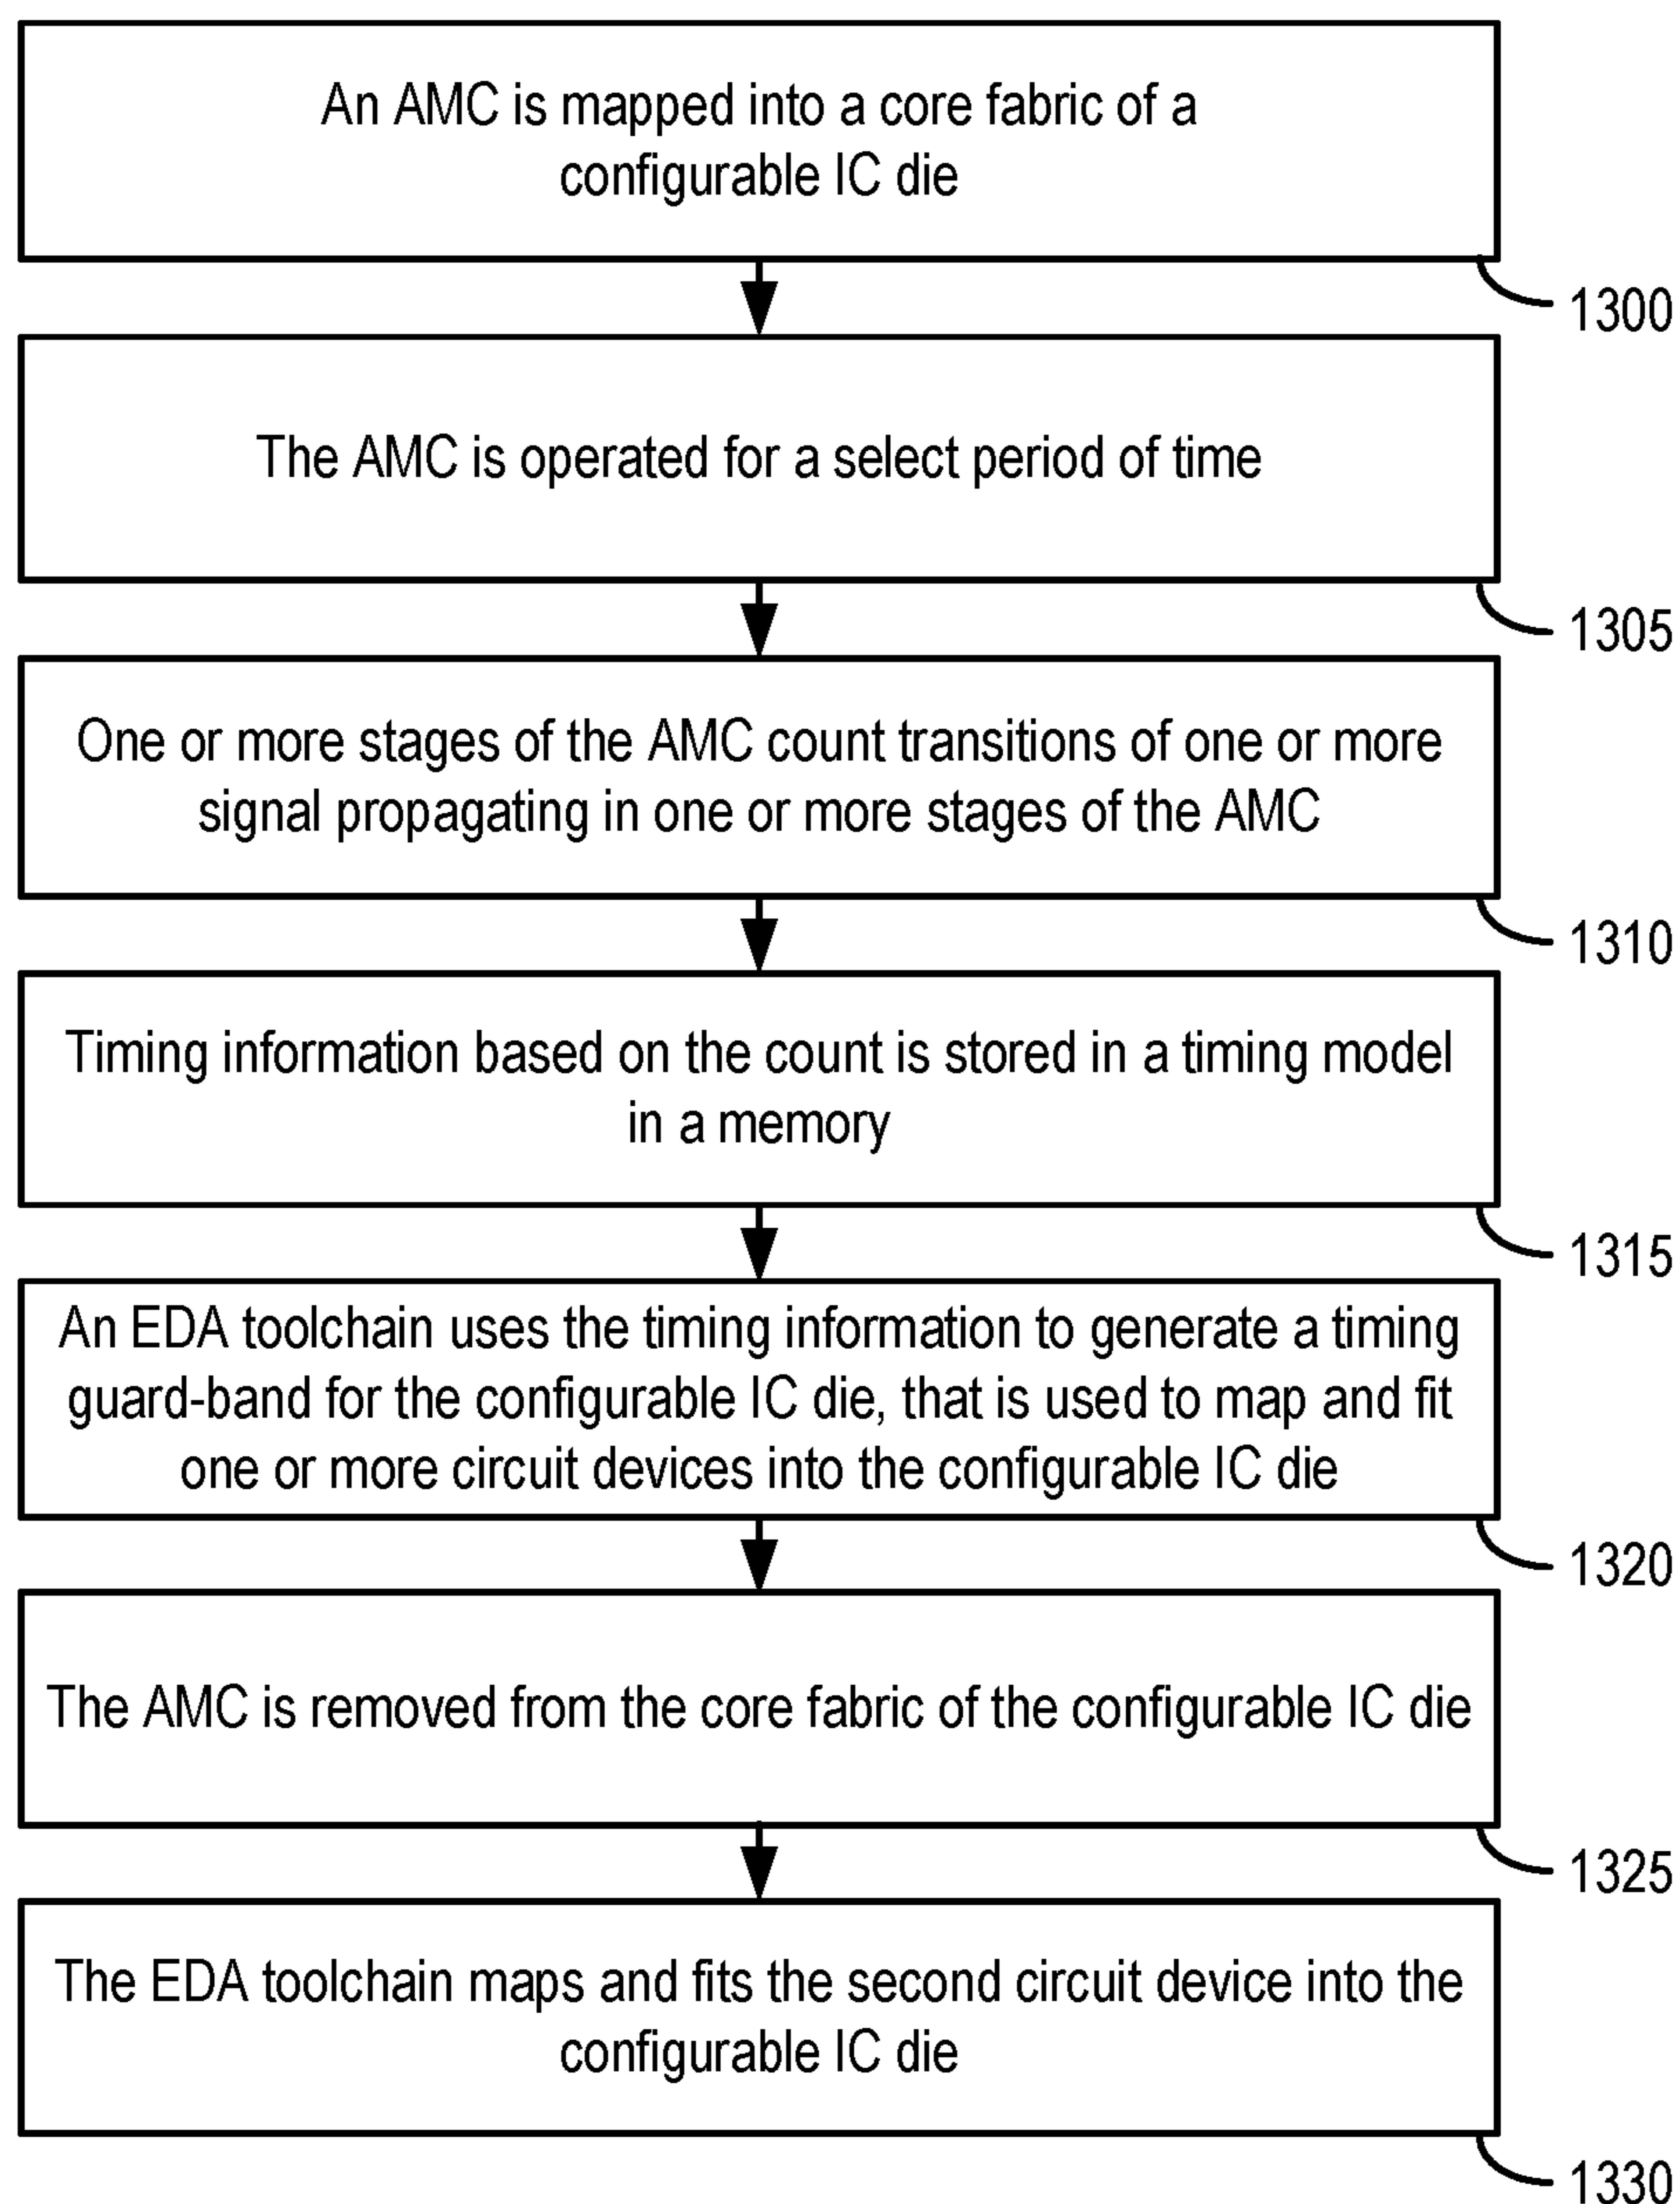 An AMC is mapped into a core fabric of a
configurable IC die
1300
The AMC is operated for a select period of time
1305
One or more stages of the AMC count transitions of one or more
signal propagating in one or more stages of the AMC
1310
Timing information based on the count is stored in a timing model
in a memory
1315
An EDA toolchain uses the timing information to generate a timing
guard-band for the configurable IC die, that is used to map and fit
one or more circuit devices into the configurable IC die
1320
The AMC is removed from the core fabric of the configurable IC die
1325
The EDA toolchain maps and fits the second circuit device into the
configurable IC die
1330